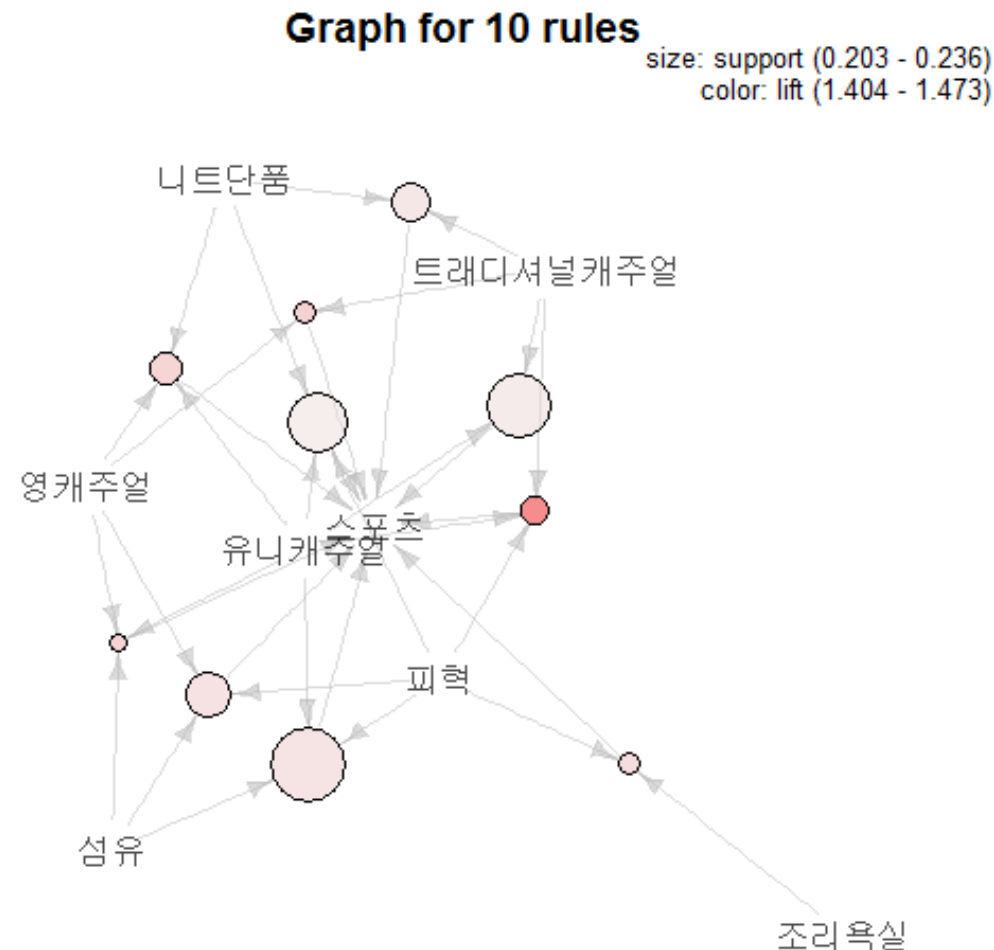 Graph for 10 rules
size: support (0.203 - 0.236)
color: lift (1.404 - 1.473)
니트단품
트래디셔널캐주얼
영캐주얼
스포츠
유니캐주얼
피혁
섬유
조리욕실